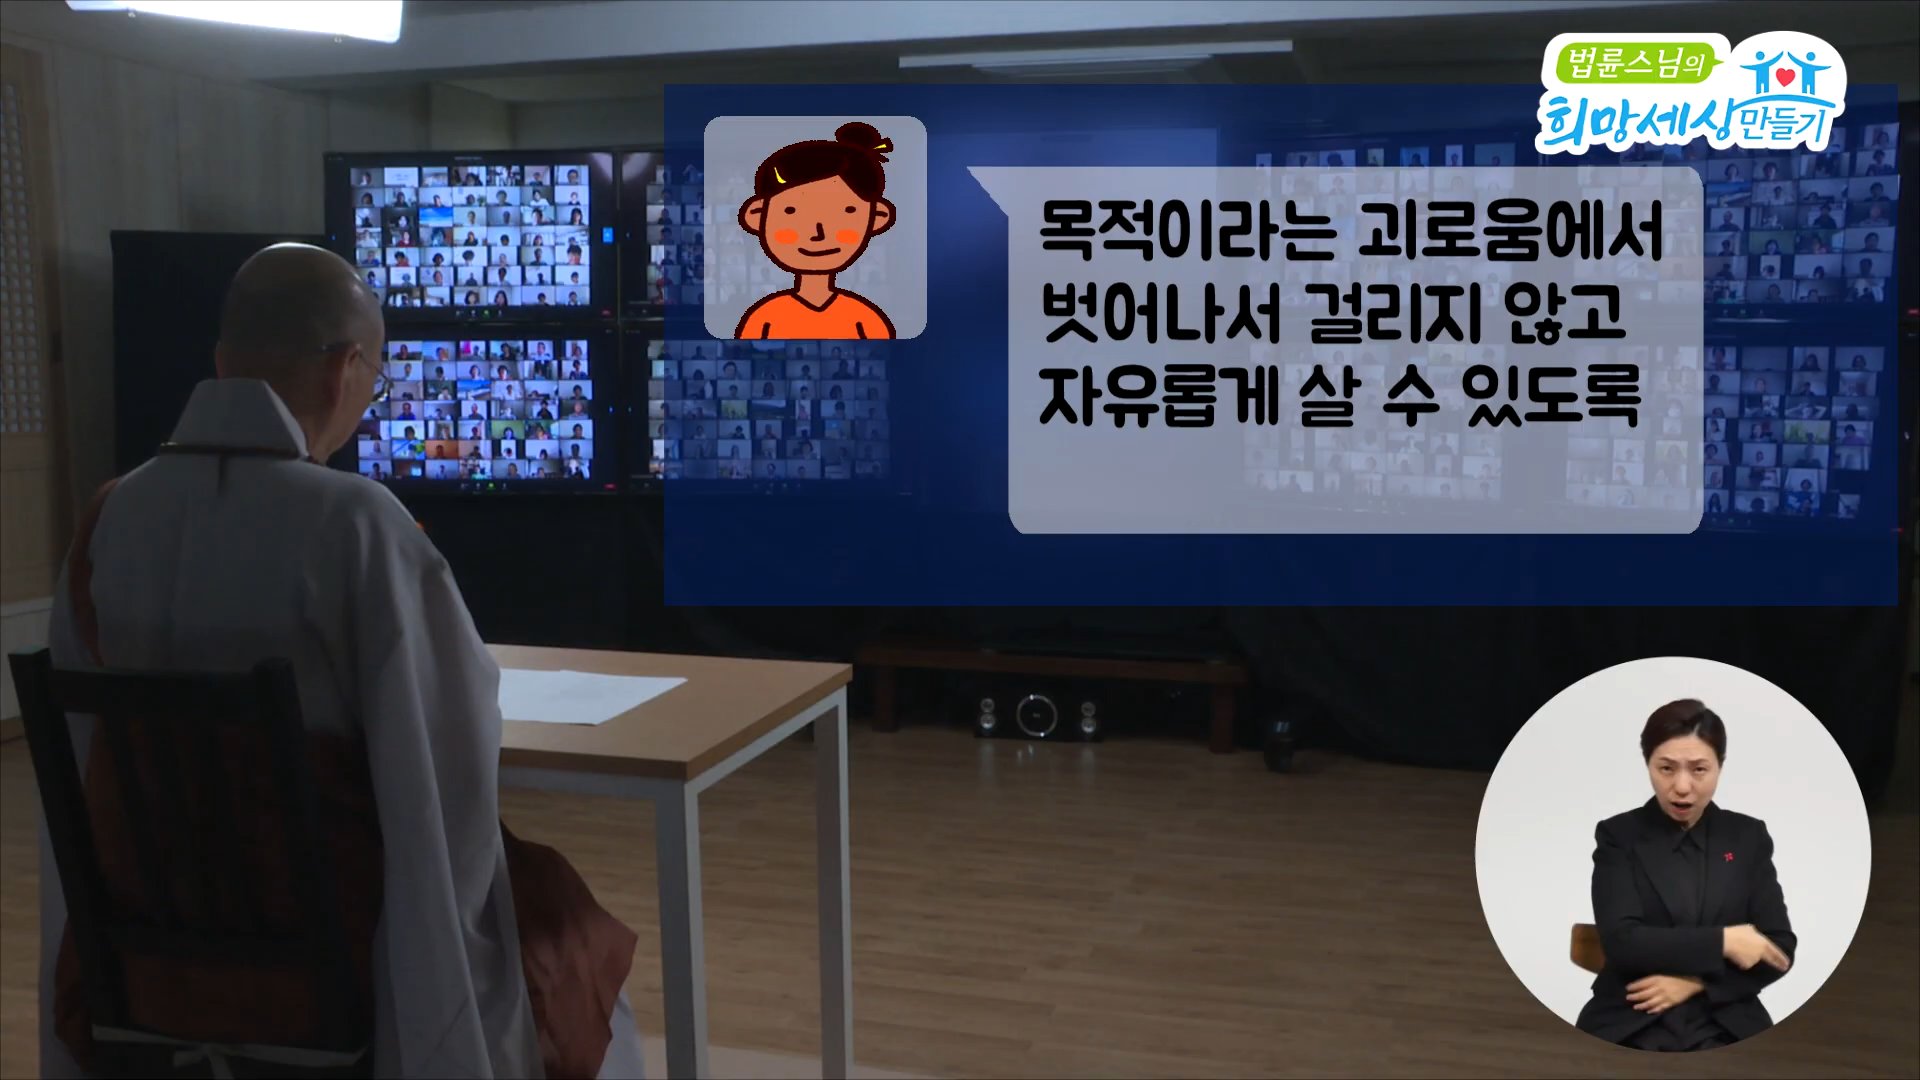 법륜스님의
희망세상만들기
목적이라는 괴로움에서
벗어나서 걸리지 않고
자유롭게 살 수 있도록